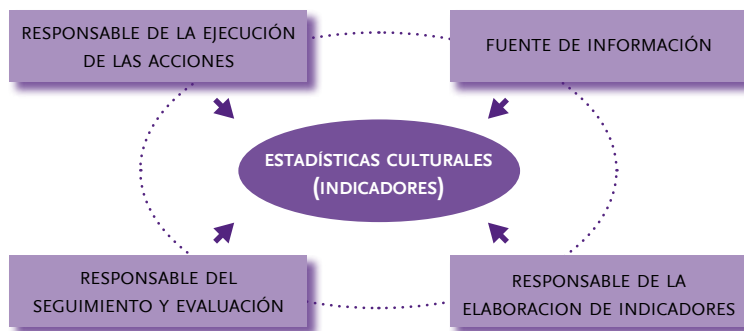 RESPONSABLE DE LA EJECUCIÓN
DE LAS ACCIONES
FUENTE DE INFORMACIÓN
ESTADÍSTICAS CULTURALES
(INDICADORES)
RESPONSABLE DEL
SEGUIMIENTO Y EVALUACIÓN
RESPONSABLE DE LA
ELABORACION DE INDICADORES